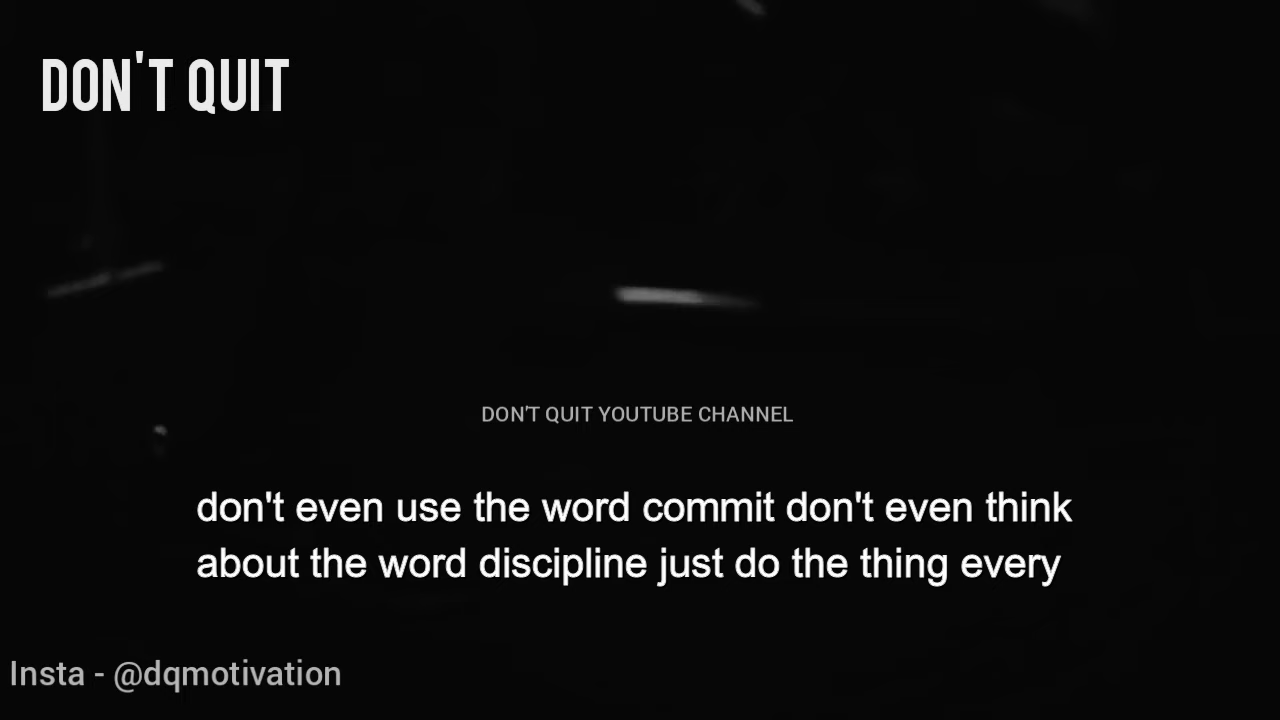 DON'T QUIT
DON'T QUIT YOUTUBE CHANNEL
don't even use the word commit don't even think
about the word discipline just do the thing every
Insta - @dqmotivation